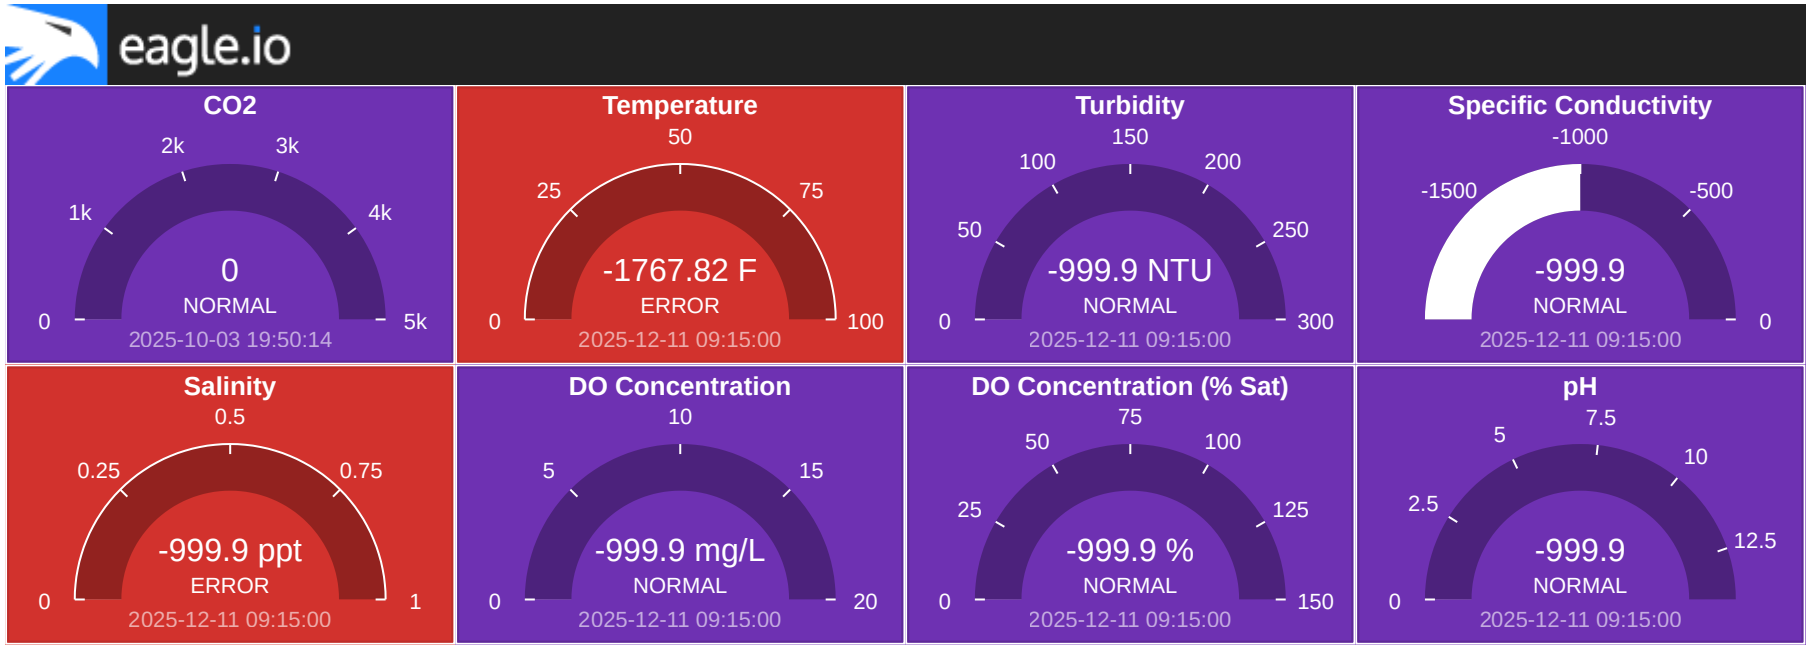 eagle.io
CO2
2k
3k
1k
4k
0
NORMAL
0
5k
2025-10-03 19:50:14
Temperature
50
25
75
-1767.82 F
ERROR
0
100
2025-12-11 09:15:00
Turbidity
150
100
200
50
250
-999.9 NTU
NORMAL
0
300
2025-12-11 09:15:00
Specific Conductivity
-1000
-1500
-500
-999.9
NORMAL
0
2025-12-11 09:15:00
Salinity
0.5
0.25
0.75
-999.9 ppt
ERROR
0
1
2025-12-11 09:15:00
DO Concentration
10
5
15
-999.9 mg/L
NORMAL
0
20
2025-12-11 09:15:00
DO Concentration (% Sat)
75
50
100
25
125
-999.9 %
NORMAL
0
150
2025-12-11 09:15:00
pH
7.5
5
10
2.5
12.5
-999.9
NORMAL
0
2025-12-11 09:15:00